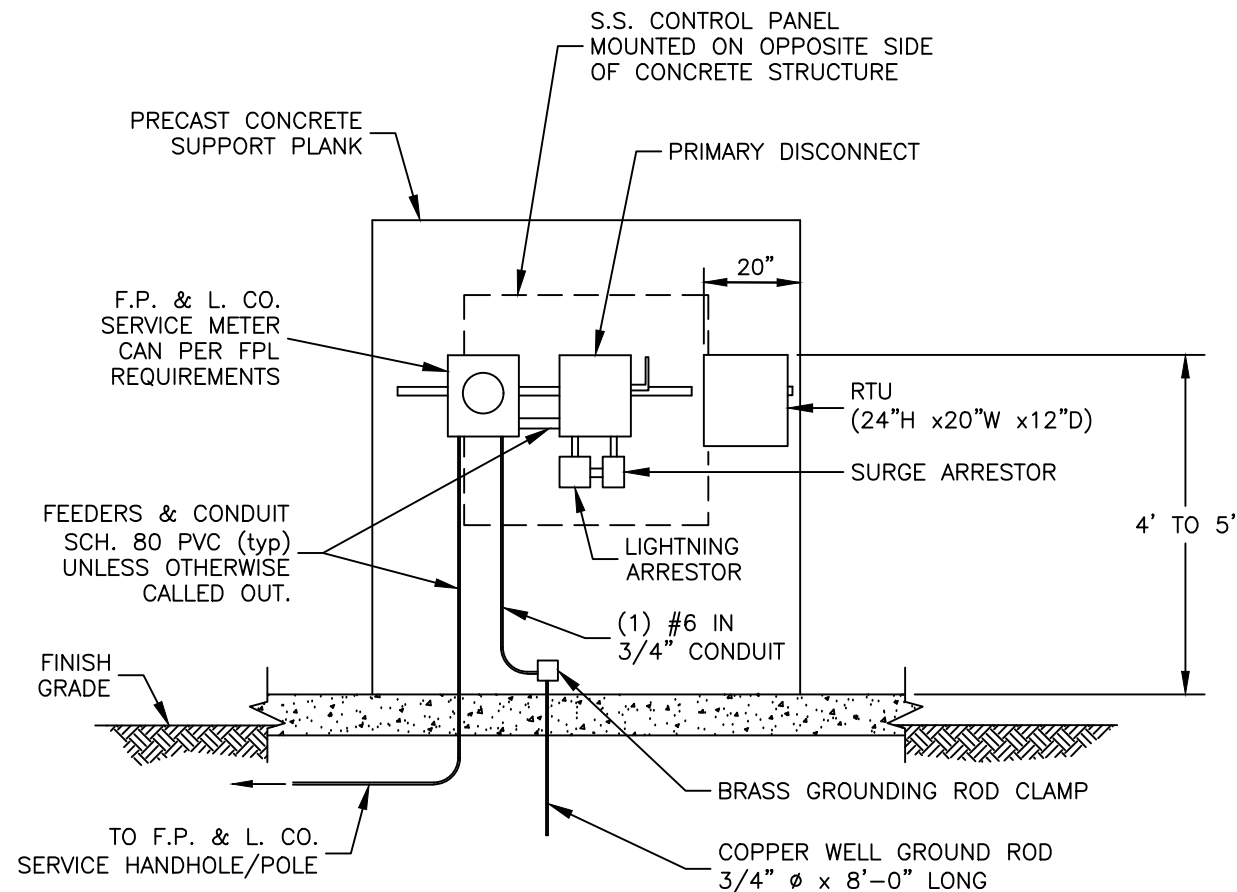 S.S. CONTROL PANEL
MOUNTED ON OPPOSITE SIDE
OF CONCRETE STRUCTURE
PRECAST CONCRETE
SUPPORT PLANK
PRIMARY DISCONNECT
20"
F.P. & L. CO.
SERVICE METER
CAN PER FPL
REQUIREMENTS
RTU
(24"H x20"W x12"D)
SURGE ARRESTOR
4' TO 5'
FEEDERS & CONDUIT
SCH. 80 PVC (typ)
UNLESS OTHERWISE
CALLED OUT.
LIGHTNING
ARRESTOR
(1) #6 IN
3/4" CONDUIT
FINISH
GRADE
BRASS GROUNDING ROD CLAMP
TO F.P. & L. CO.
SERVICE HANDHOLE/POLE
COPPER WELL GROUND ROD
3/4" ø x 8'-0" LONG